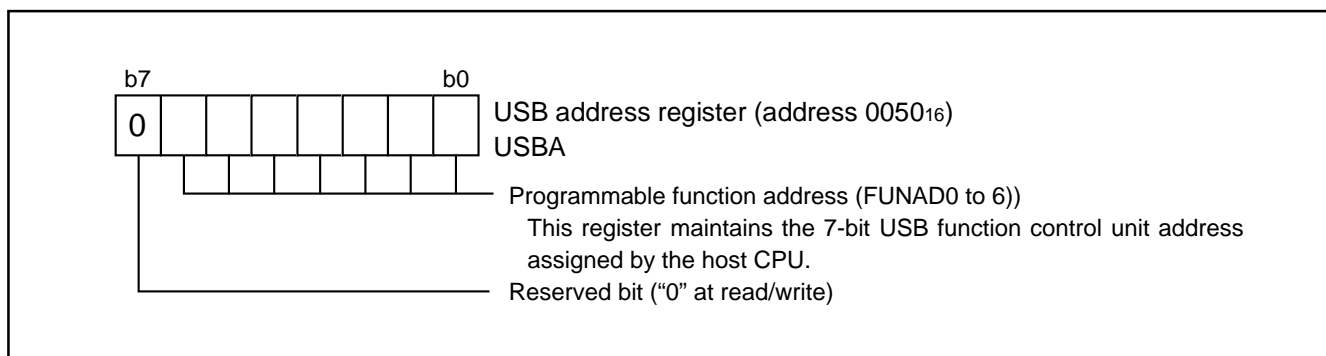 b7 b0
0
USB address register (address 0050₁₆)
USBA
Programmable function address (FUNAD0 to 6))
This register maintains the 7-bit USB function control unit address
assigned by the host CPU.
Reserved bit (“0” at read/write)